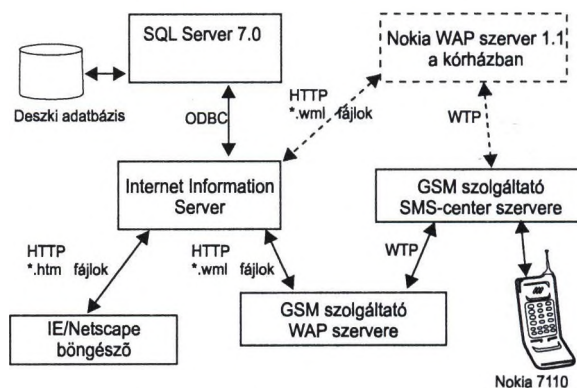 SQL Server 7.0
Nokia WAP szerver 1.1
a kórházban
Deszki adatbázis
ODBC
HTTP
*.wml fájlok
WTP
Internet Information
Server
GSM szolgáltató
SMS-center szervere
HTTP
*.htm fájlok
HTTP
*.wml fájlok
WTP
IE/Netscape
böngésző
GSM szolgáltató
WAP szervere
Nokia 7110